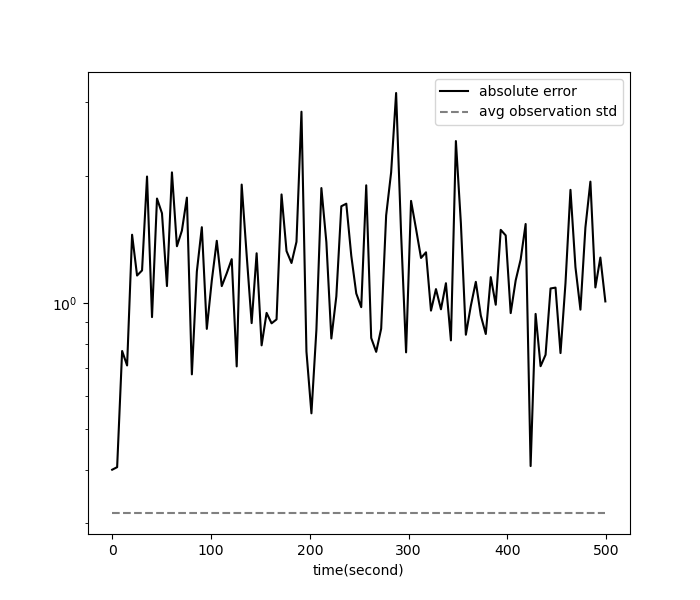 absolute error
avg observation std
10⁰
0 100 200 300 400 500
time(second)